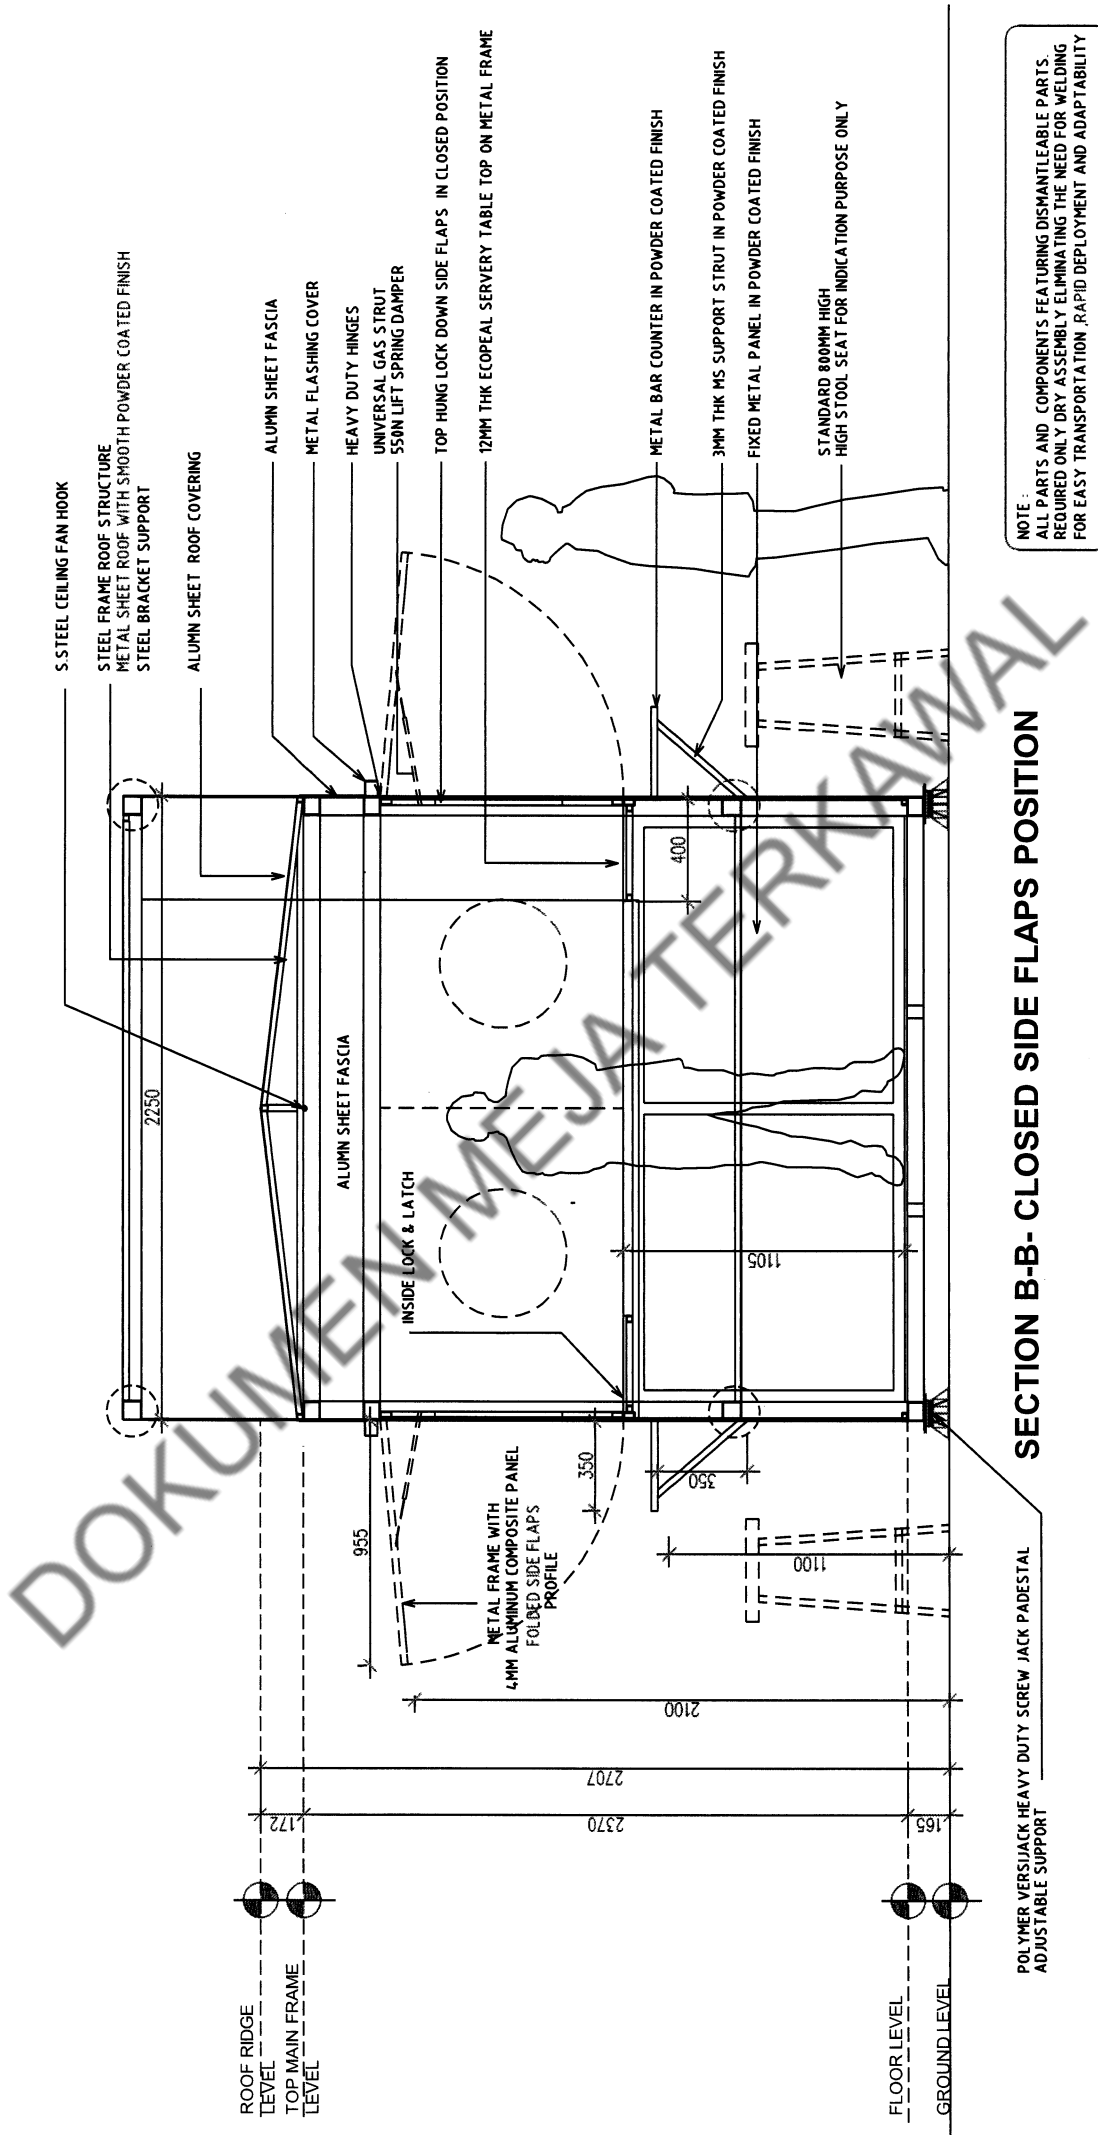 S.STEEL CEILING FAN HOOK
STEEL FRAME ROOF STRUCTURE
METAL SHEET ROOF WITH SMOOTH POWDER COATED FINISH
STEEL BRACKET SUPPORT
ALUMN SHEET ROOF COVERING
ALUMN SHEET FASCIA
METAL FLASHING COVER
HEAVY DUTY HINGES
UNIVERSAL GAS STRUT
550N LIFT SPRING DAMPER
TOP HUNG LOCK DOWN SIDE FLAPS IN CLOSED POSITION
12MM THK ECOPEAL SERVERY TABLE TOP ON METAL FRAME
METAL BAR COUNTER IN POWDER COATED FINISH
3MM THK MS SUPPORT STRUT IN POWDER COATED FINISH
FIXED METAL PANEL IN POWDER COATED FINISH
STANDARD 800MM HIGH
HIGH STOOL SEAT FOR INDICATION PURPOSE ONLY
2250
ALUMN SHEET FASCIA
INSIDE LOCK & LATCH
955
METAL FRAME WITH
4MM ALUMINUM COMPOSITE PANEL
FOLDED SIDE FLAPS
PROFILE
350
350
400
1105
1100
2100
2707
172
2370
165
ROOF RIDGE
LEVEL
TOP MAIN FRAME
LEVEL
FLOOR LEVEL
GROUND LEVEL
POLYMER VERSIJACK HEAVY DUTY SCREW JACK PADESTAL
ADJUSTABLE SUPPORT
SECTION B-B- CLOSED SIDE FLAPS POSITION
NOTE :
ALL PARTS AND COMPONENTS FEATURING DISMANTLEABLE PARTS.
REQUIRED ONLY DRY ASSEMBLY ELIMINATING THE NEED FOR WELDING
FOR EASY TRANSPORTATION ,RAPID DEPLOYMENT AND ADAPTABILITY
DOKUMEN MEJA TERKAWAL